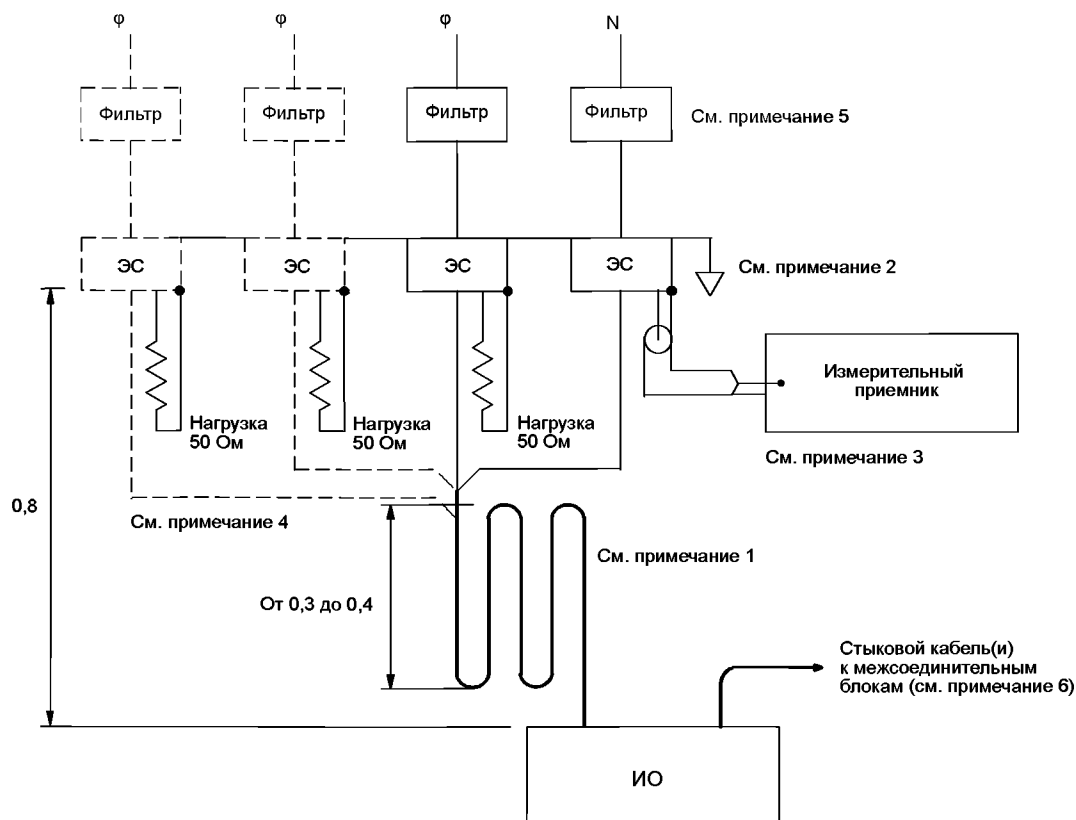 φ φ φ N
Фильтр Фильтр Фильтр Фильтр
См. примечание 5
ЭС ЭС ЭС ЭС
См. примечание 2
Измерительный
приемник
Нагрузка
50 Ом
Нагрузка
50 Ом
Нагрузка
50 Ом
См. примечание 3
0,8
См. примечание 4
См. примечание 1
От 0,3 до 0,4
Стыковой кабель(и)
к межсоединительным
блокам (см. примечание 6)
ИО